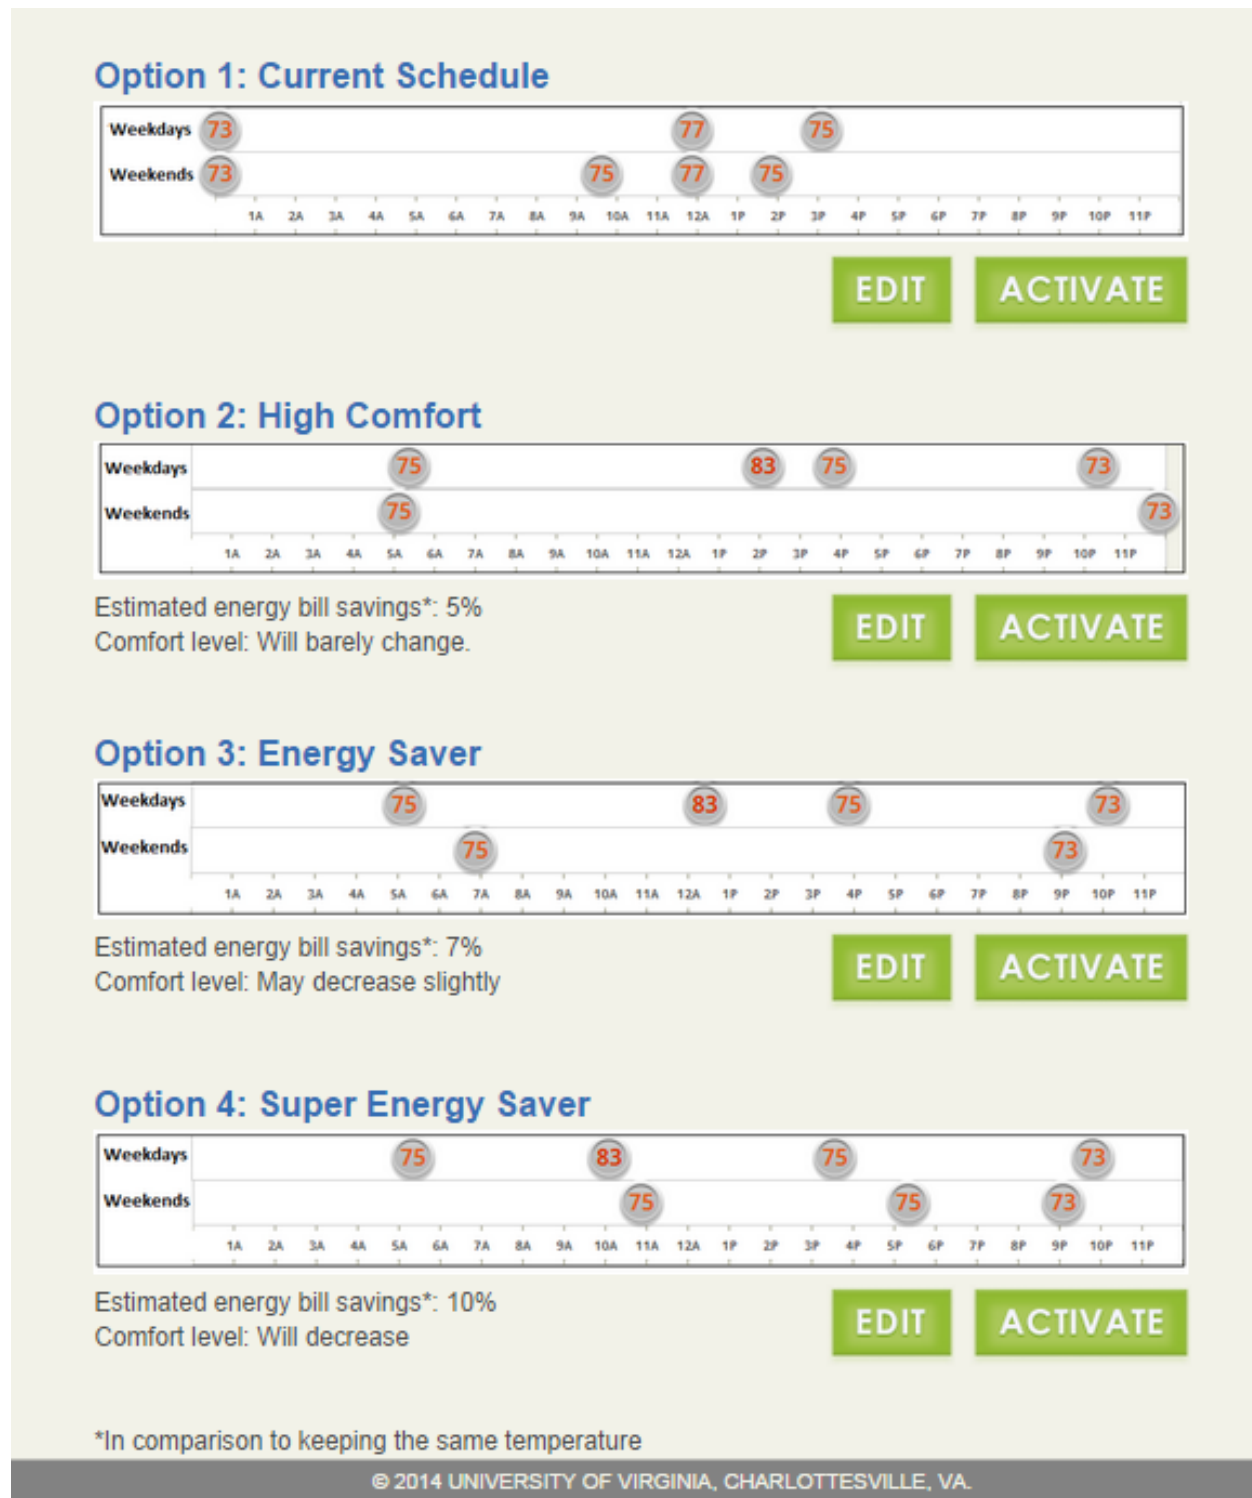 Option 1: Current Schedule
Weekdays 73 77 75
Weekends 73 75 77 75
1A 2A 3A 4A 5A 6A 7A 8A 9A 10A 11A 12A 1P 2P 3P 4P 5P 6P 7P 8P 9P 10P 11P
EDIT ACTIVATE
Option 2: High Comfort
Weekdays 75 83 75 73
Weekends 75 73
1A 2A 3A 4A 5A 6A 7A 8A 9A 10A 11A 12A 1P 2P 3P 4P 5P 6P 7P 8P 9P 10P 11P
Estimated energy bill savings*: 5%
Comfort level: Will barely change.
EDIT ACTIVATE
Option 3: Energy Saver
Weekdays 75 83 75 73
Weekends 75 73
1A 2A 3A 4A 5A 6A 7A 8A 9A 10A 11A 12A 1P 2P 3P 4P 5P 6P 7P 8P 9P 10P 11P
Estimated energy bill savings*: 7%
Comfort level: May decrease slightly
EDIT ACTIVATE
Option 4: Super Energy Saver
Weekdays 75 83 75 73
Weekends 75 75 73
1A 2A 3A 4A 5A 6A 7A 8A 9A 10A 11A 12A 1P 2P 3P 4P 5P 6P 7P 8P 9P 10P 11P
Estimated energy bill savings*: 10%
Comfort level: Will decrease
EDIT ACTIVATE
*In comparison to keeping the same temperature
© 2014 UNIVERSITY OF VIRGINIA, CHARLOTTESVILLE, VA.